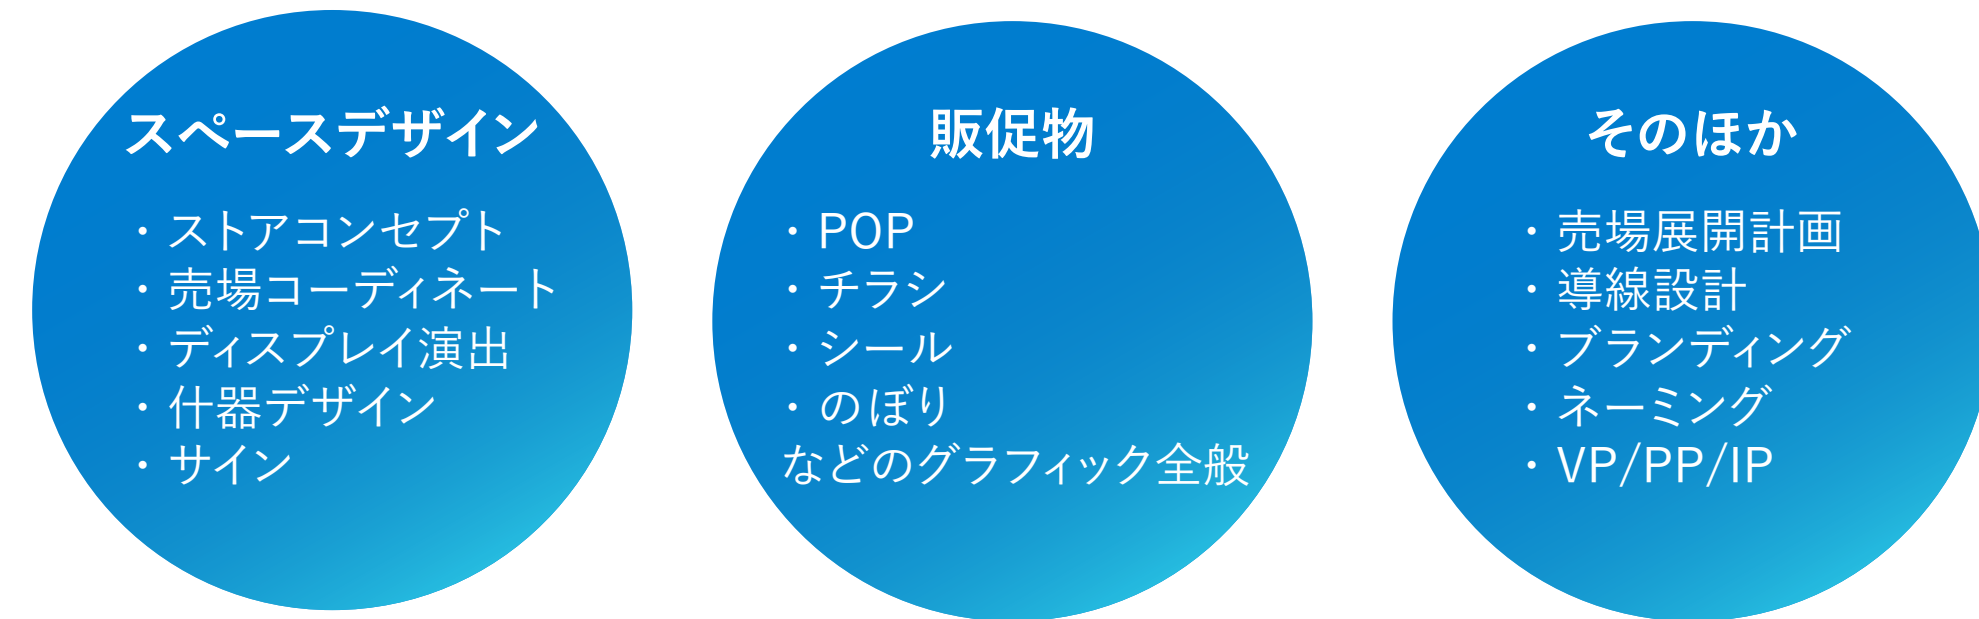 スペースデザイン
・ストアコンセプト
・売場コーディネート
・ディスプレイ演出
・什器デザイン
・サイン
販促物
・POP
・チラシ
・シール
・のぼり
などのグラフィック全般
そのほか
・売場展開計画
・導線設計
・ブランディング
・ネーミング
・VP/PP/IP